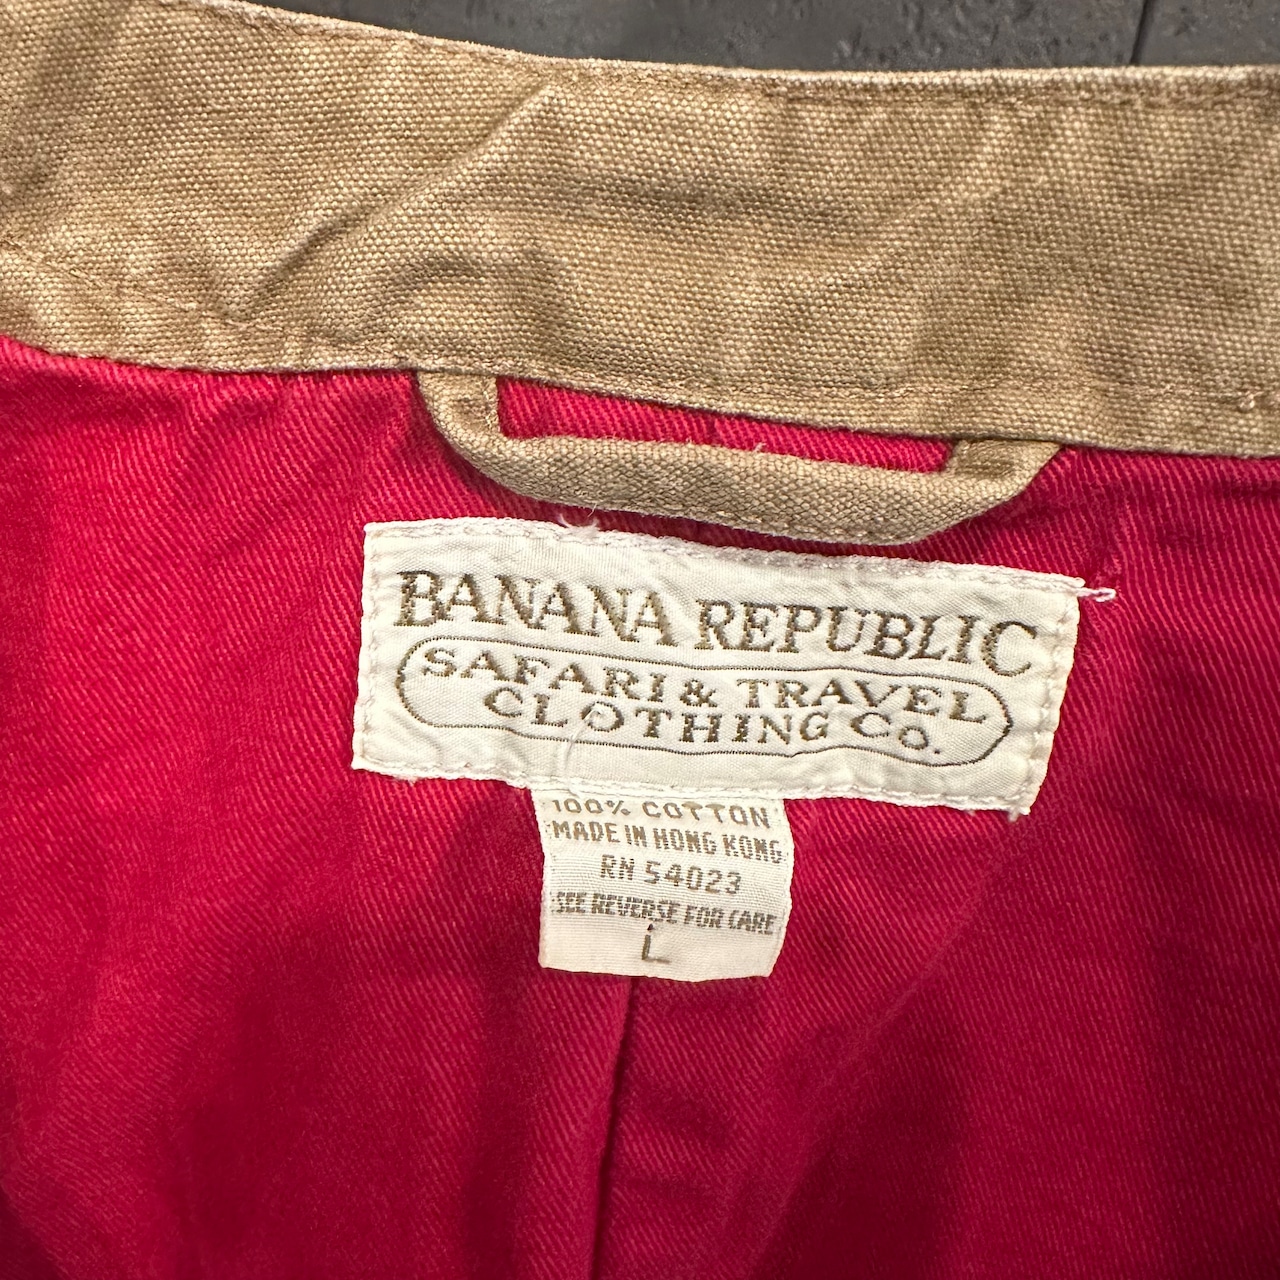 BANANA REPUBLIC
SAFARI & TRAVEL
CLOTHING CO.
100% COTTON
MADE IN HONG KONG
RN 54023
SEE REVERSE FOR CARE
L